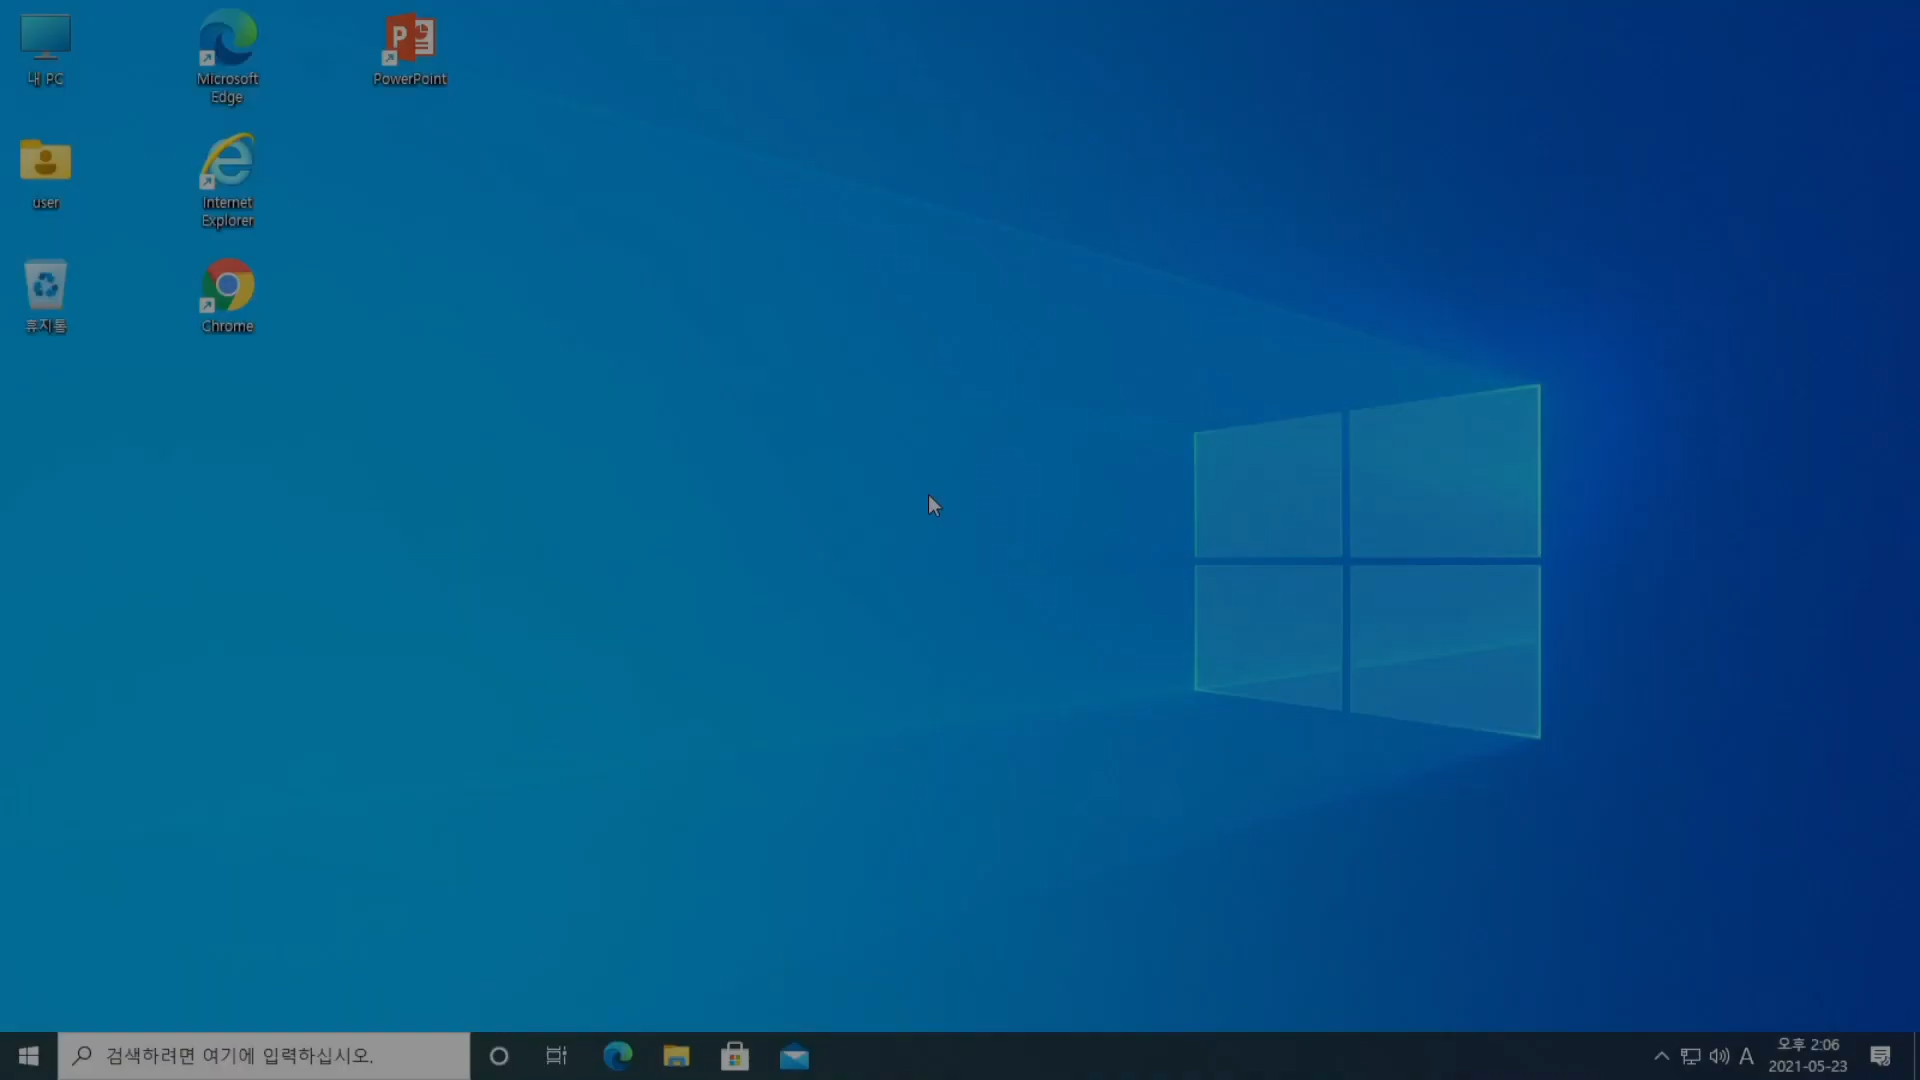 내 PC
Microsoft
Edge
PowerPoint
user
Internet
Explorer
휴지통
Chrome
검색하려면 여기에 입력하십시오.
A
오후 2:06
2021-05-23